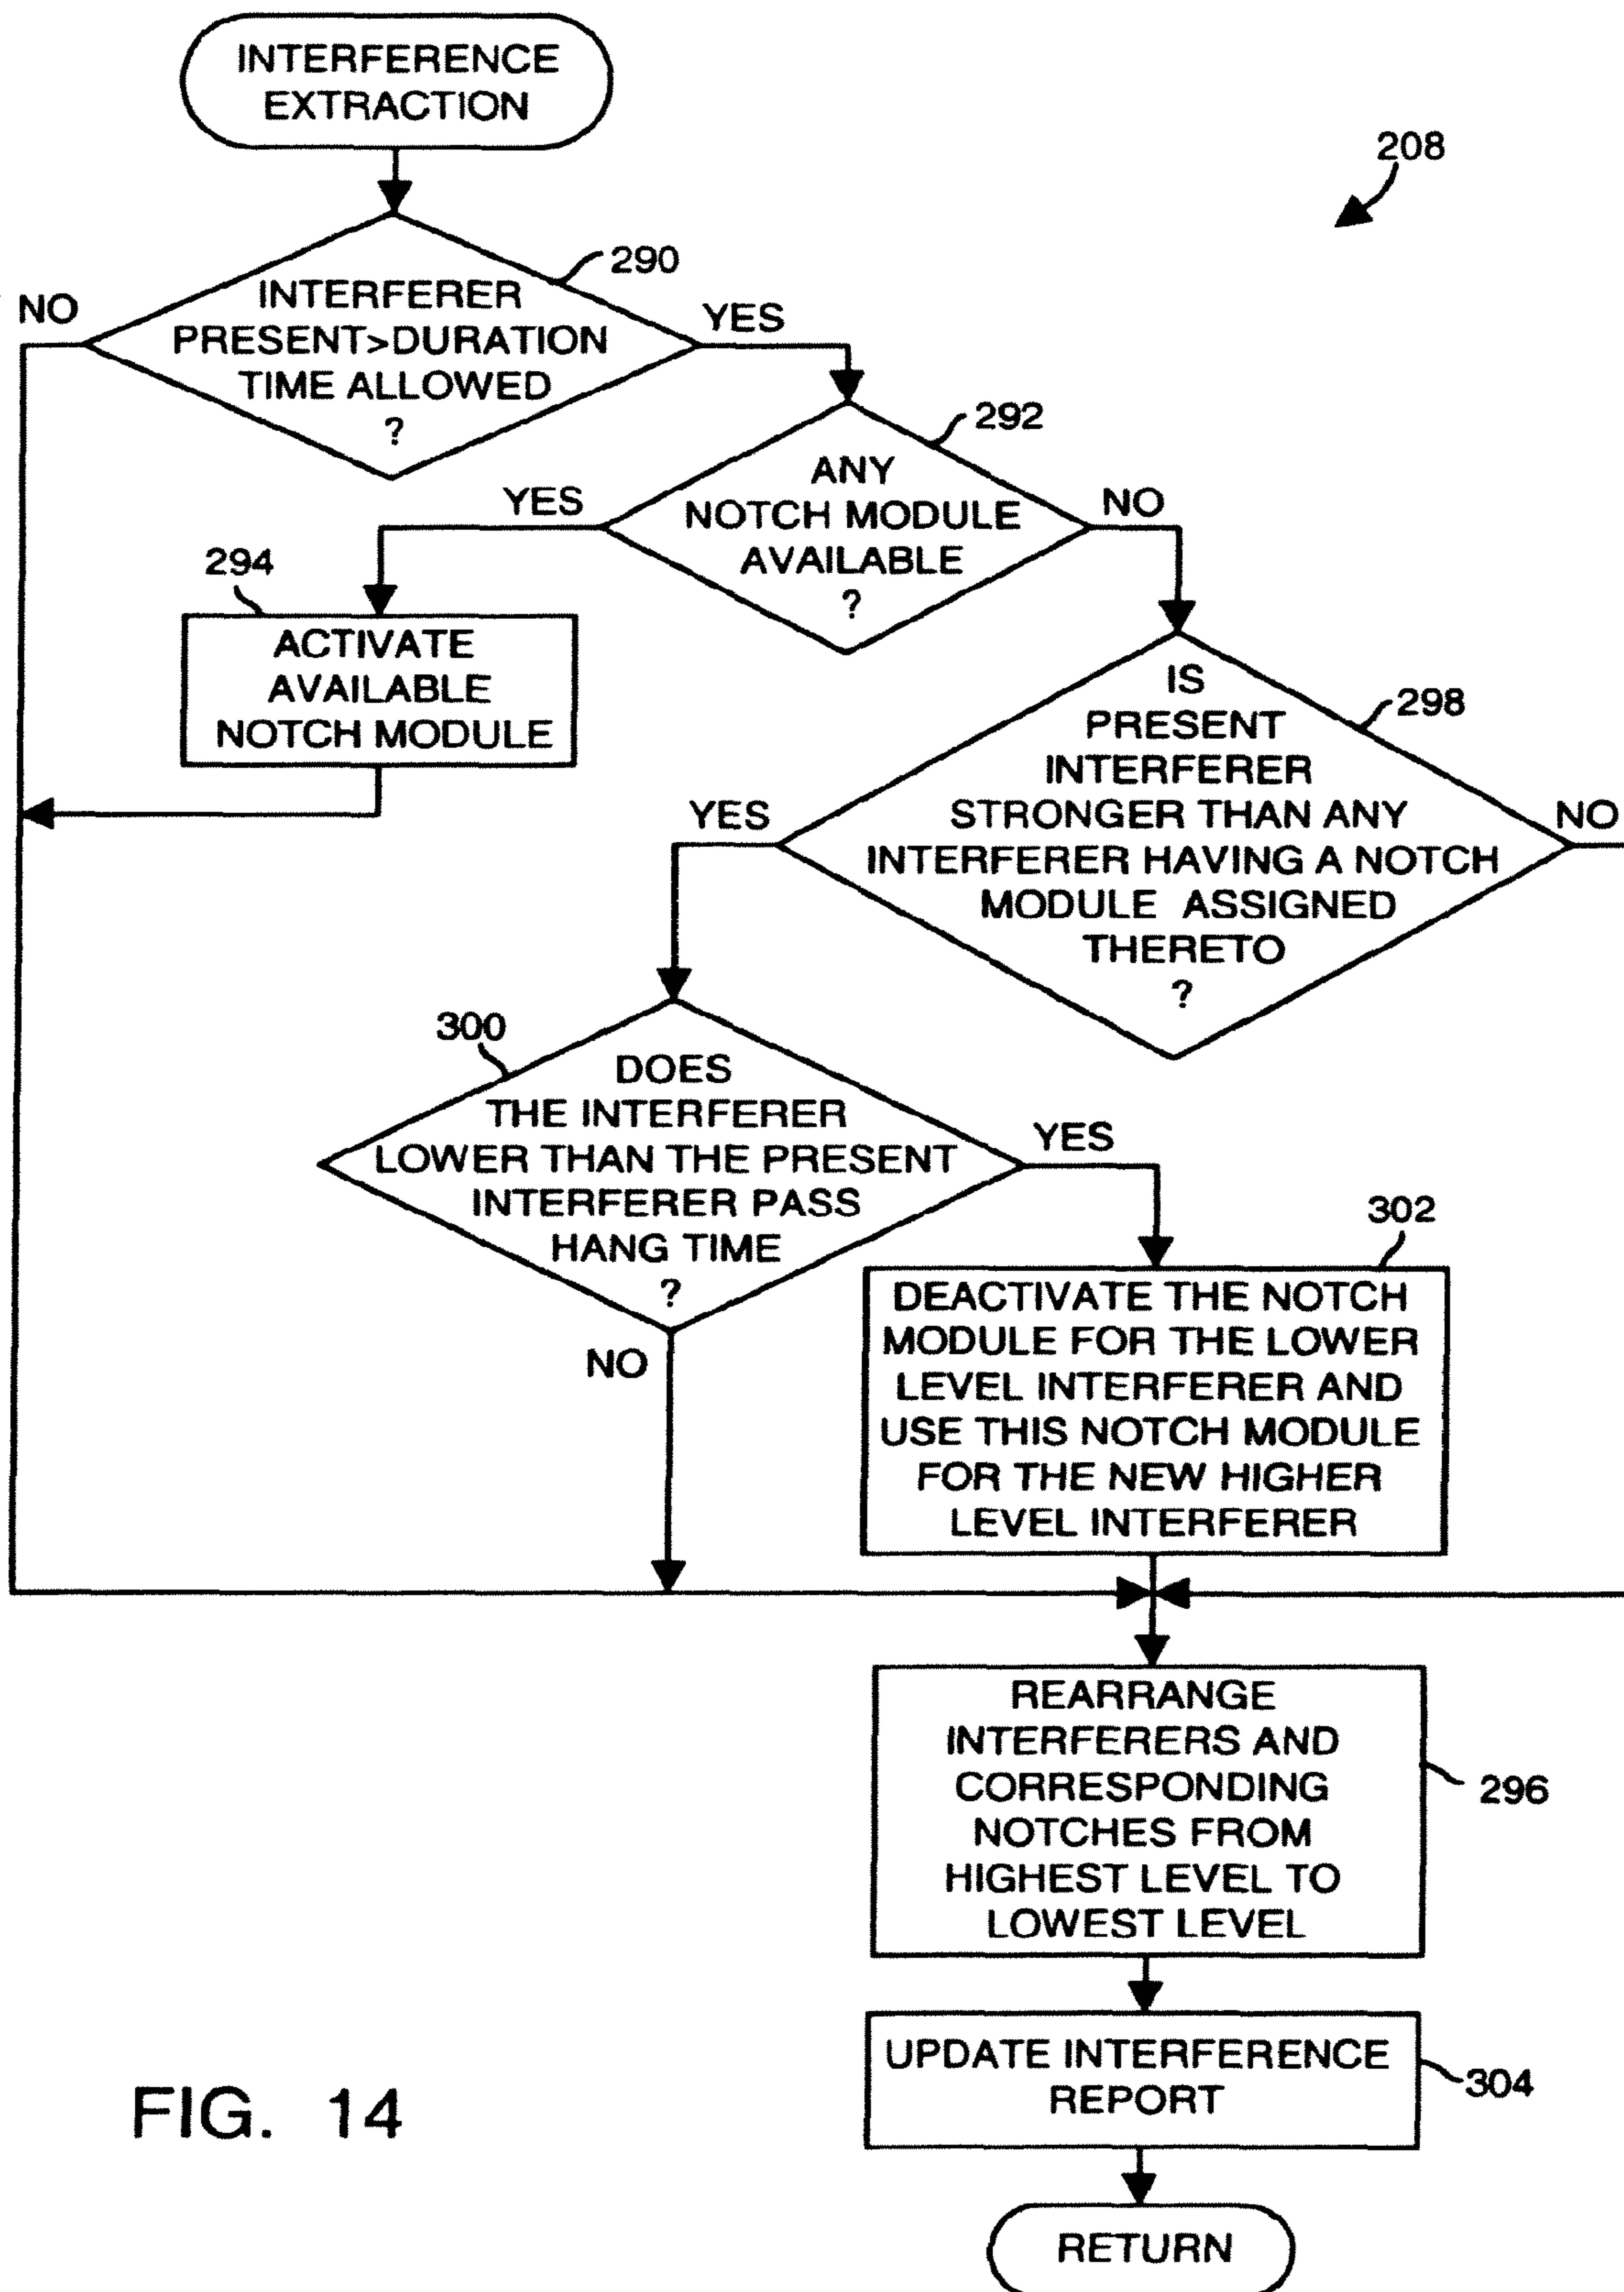 INTERFERENCE
EXTRACTION
208
290
NO
INTERFERER
PRESENT>DURATION
TIME ALLOWED
?
YES
292
ANY
NOTCH MODULE
AVAILABLE
?
YES
NO
294
ACTIVATE
AVAILABLE
NOTCH MODULE
298
IS
PRESENT
INTERFERER
STRONGER THAN ANY
INTERFERER HAVING A NOTCH
MODULE ASSIGNED
THERETO
?
YES
NO
300
DOES
THE INTERFERER
LOWER THAN THE PRESENT
INTERFERER PASS
HANG TIME
?
YES
NO
302
DEACTIVATE THE NOTCH
MODULE FOR THE LOWER
LEVEL INTERFERER AND
USE THIS NOTCH MODULE
FOR THE NEW HIGHER
LEVEL INTERFERER
REARRANGE
INTERFERERS AND
CORRESPONDING
NOTCHES FROM
HIGHEST LEVEL TO
LOWEST LEVEL
296
UPDATE INTERFERENCE
REPORT
304
RETURN
FIG. 14